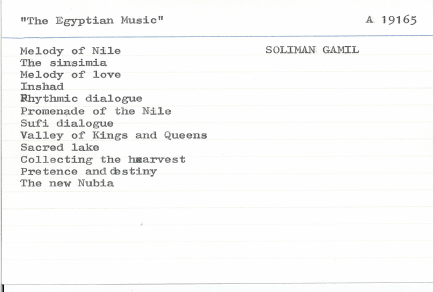 "The Egyptian Music" A 19165
Melody of Nile SOLIMAN GAMIL
The sinsimia
Melody of love
Inshad
Rhythmic dialogue
Promenade of the Nile
Sufi dialogue
Valley of Kings and Queens
Sacred lake
Collecting the harvest
Pretence and destiny
The new Nubia